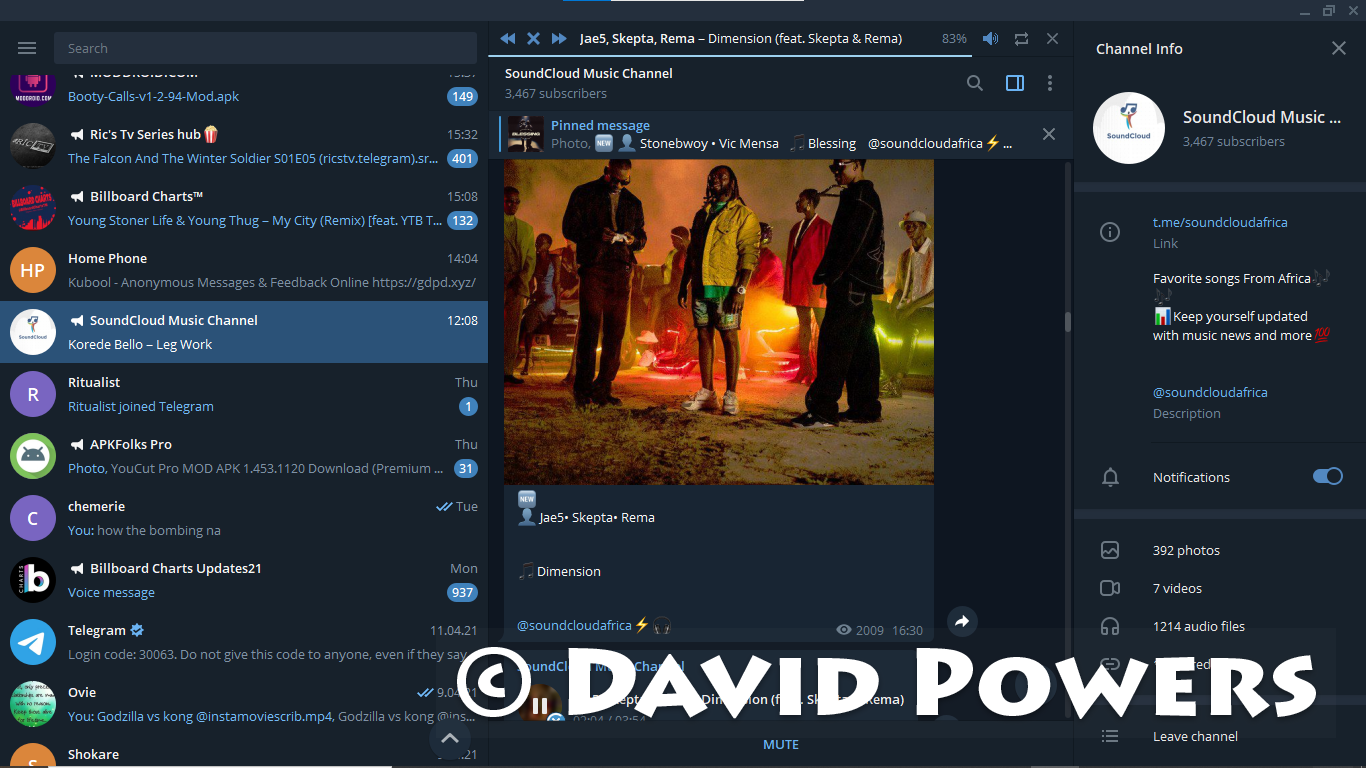 Search
MODDROID.COM
15:37
Booty-Calls-v1-2-94-Mod.apk
149
Ric's Tv Series hub🍿
15:32
The Falcon And The Winter Soldier S01E05 (ricstv.telegram).sr...
401
Billboard Charts™
15:08
Young Stoner Life & Young Thug – My City (Remix) [feat. YTB T...
132
HP
Home Phone
14:04
Kubool - Anonymous Messages & Feedback Online https://gdpd.xyz/
SoundCloud Music Channel
12:08
Korede Bello – Leg Work
R
Ritualist
Thu
Ritualist joined Telegram
1
APKFolks Pro
Thu
Photo, YouCut Pro MOD APK 1.453.1120 Download (Premium ...
31
C
chemerie
Tue
You: how the bombing na
Billboard Charts Updates21
Mon
Voice message
937
Telegram
11.04.21
Login code: 30063. Do not give this code to anyone, even if they say
Ovie
9.04.21
You: Godzilla vs kong @instamoviescrib.mp4, Godzilla vs kong @ins...
S
Shokare
Jae5, Skepta, Rema – Dimension (feat. Skepta & Rema)
83%
SoundCloud Music Channel
3,467 subscribers
BLESSING
Pinned message
Photo, 🆕👤 Stonebwoy • Vic Mensa 🎵Blessing @soundcloudafrica⚡...
🆕
👤Jae5• Skepta• Rema
🎵Dimension
@soundcloudafrica⚡🎧
2009 16:30
SoundCloud Music Channel
02:04 / 03:54
MUTE
Channel Info
SoundCloud
SoundCloud Music ...
3,467 subscribers
t.me/soundcloudafrica
Link
Favorite songs From Africa🎶
🎶
📊Keep yourself updated
with music news and more💯
@soundcloudafrica
Description
Notifications
392 photos
7 videos
1214 audio files
Leave channel
© David Powers